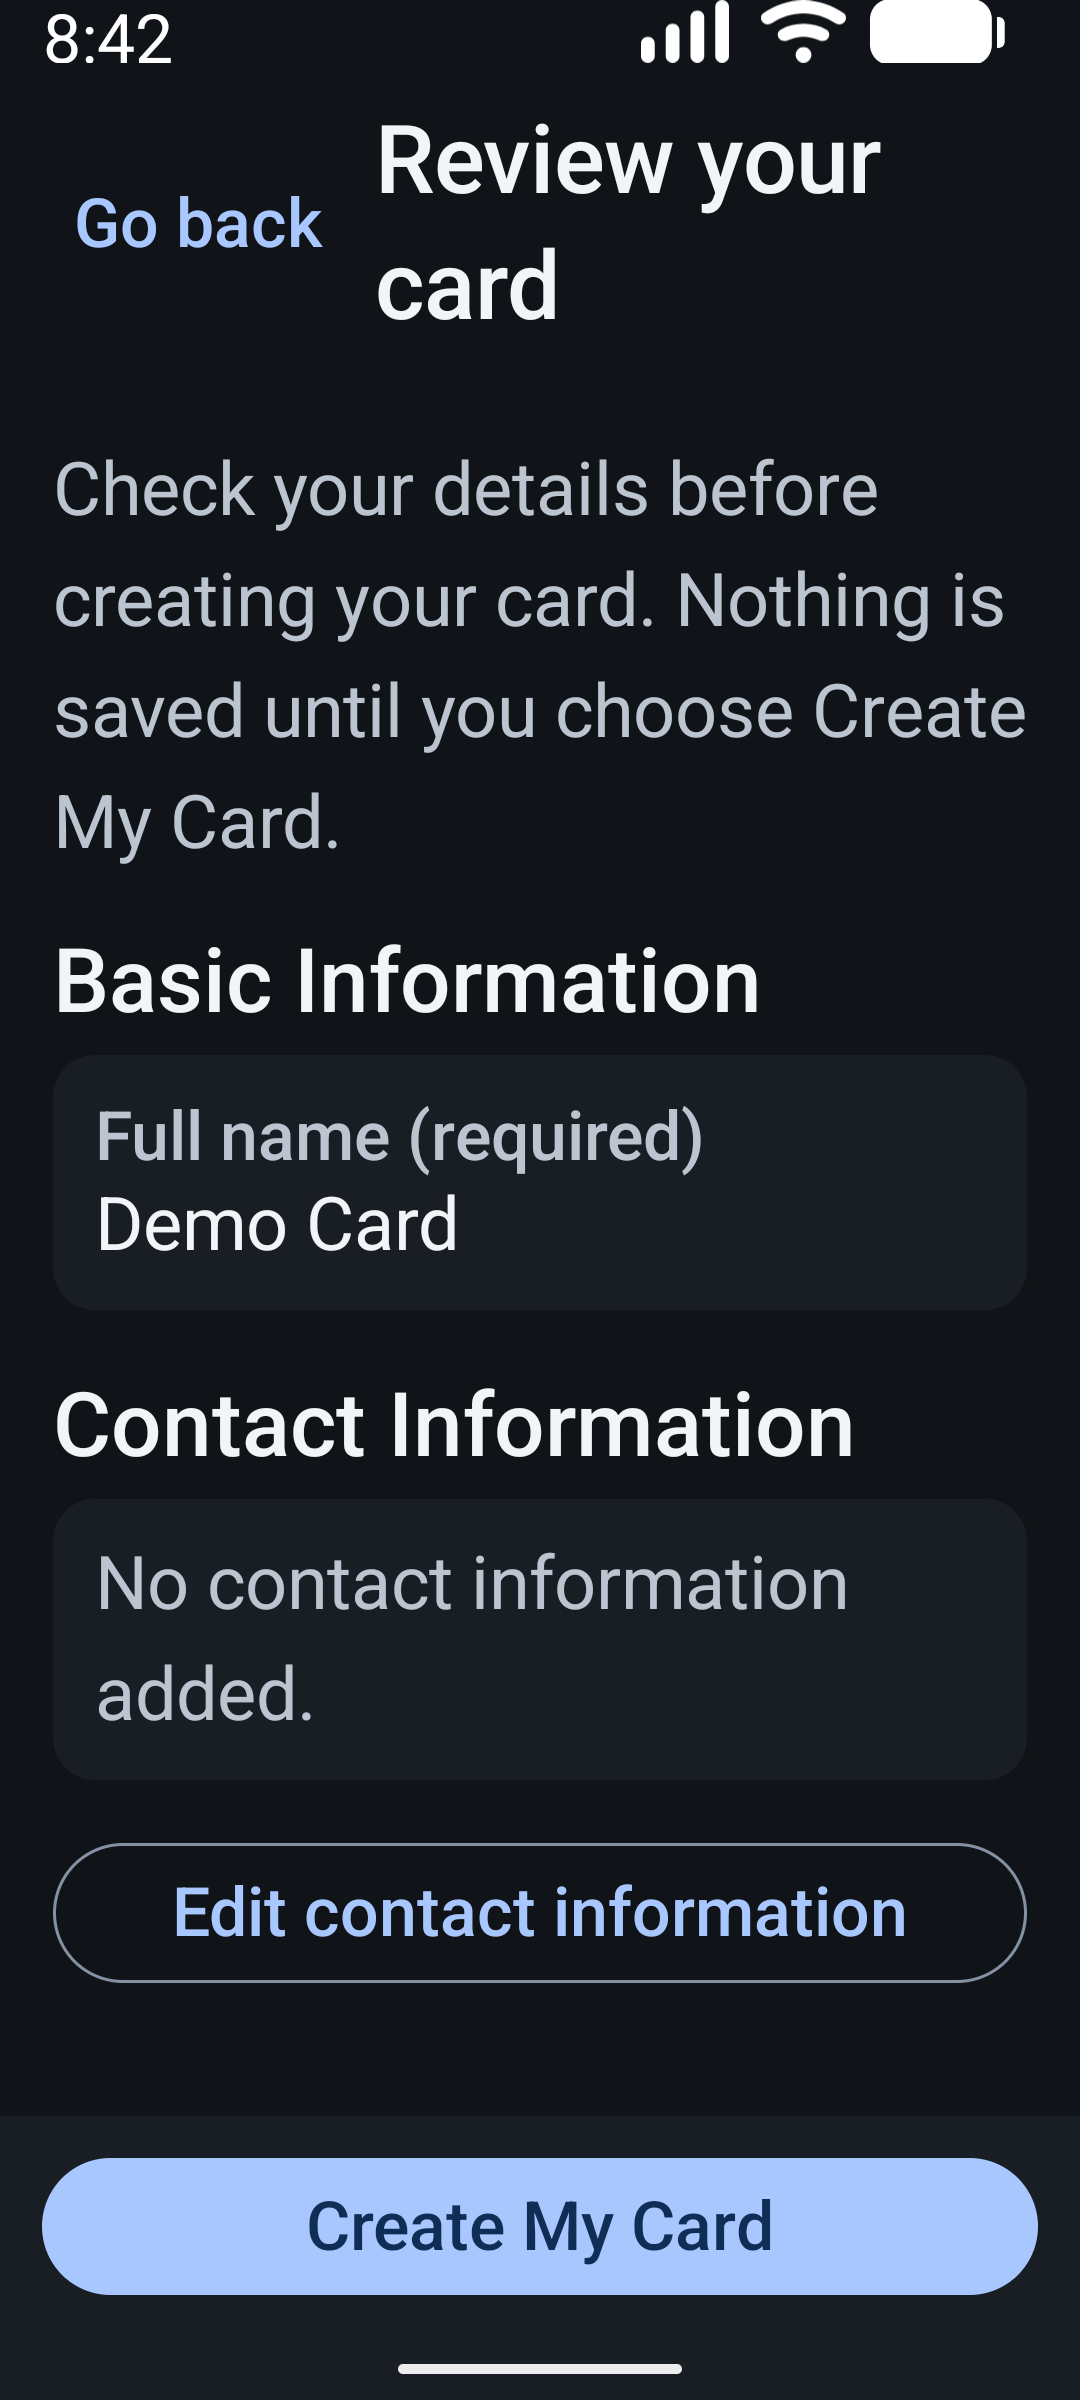 8:42
Go back
Review your
card
Check your details before
creating your card. Nothing is
saved until you choose Create
My Card.
Basic Information
Full name (required)
Demo Card
Contact Information
No contact information
added.
Edit contact information
Create My Card